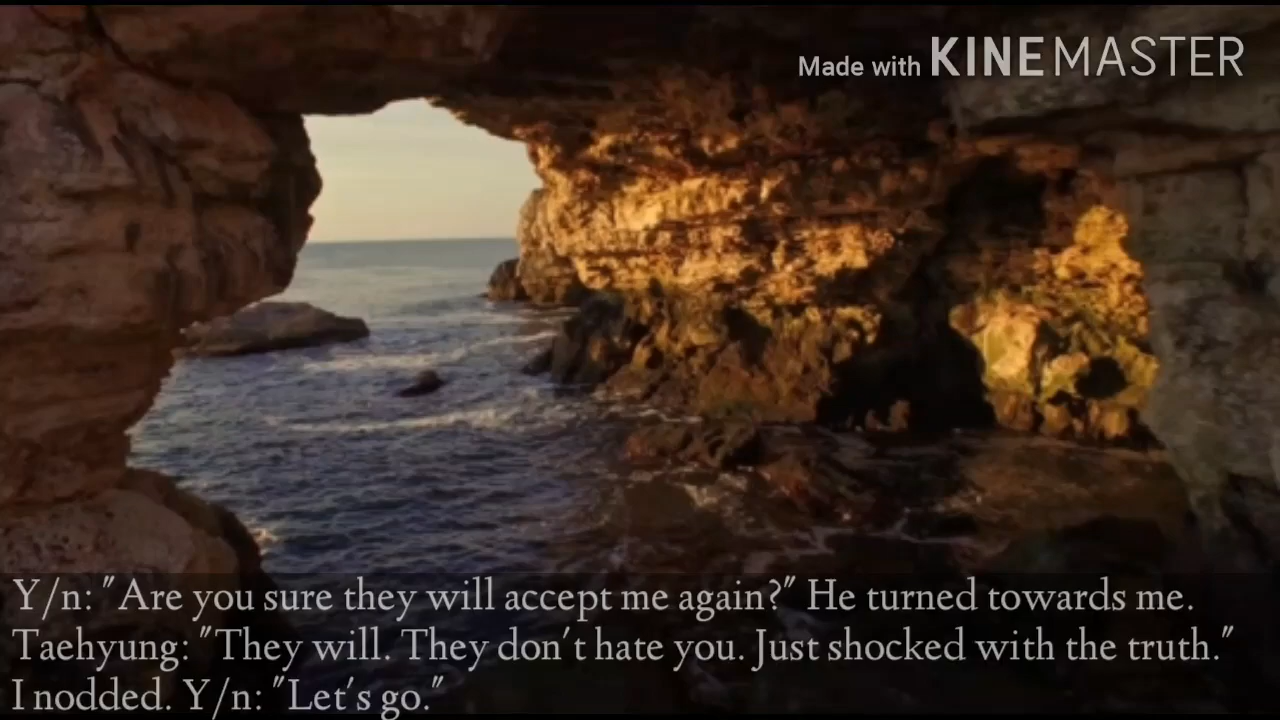 Made with KINEMASTER
Y/n: "Are you sure they will accept me again?" He turned towards me.
Taehyung: "They will. They don't hate you. Just shocked with the truth."
I nodded. Y/n: "Let's go."